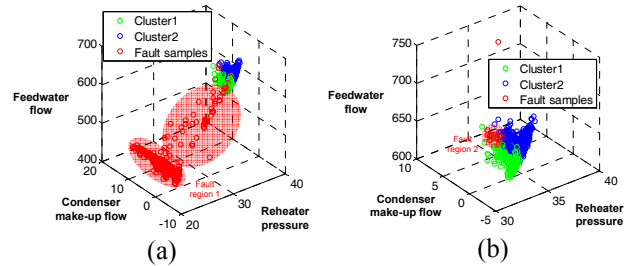 Cluster1
Cluster2
Fault samples
700
600
500
400
Feedwater
flow
20
10
0
-10
Condenser
make-up flow
20
30
40
Reheater
pressure
Fault
region 1
(a)
750
700
650
600
Feedwater
flow
Cluster1
Cluster2
Fault samples
Fault
region 2
10
5
0
-5
Condenser
make-up flow
30
35
40
Reheater
pressure
(b)